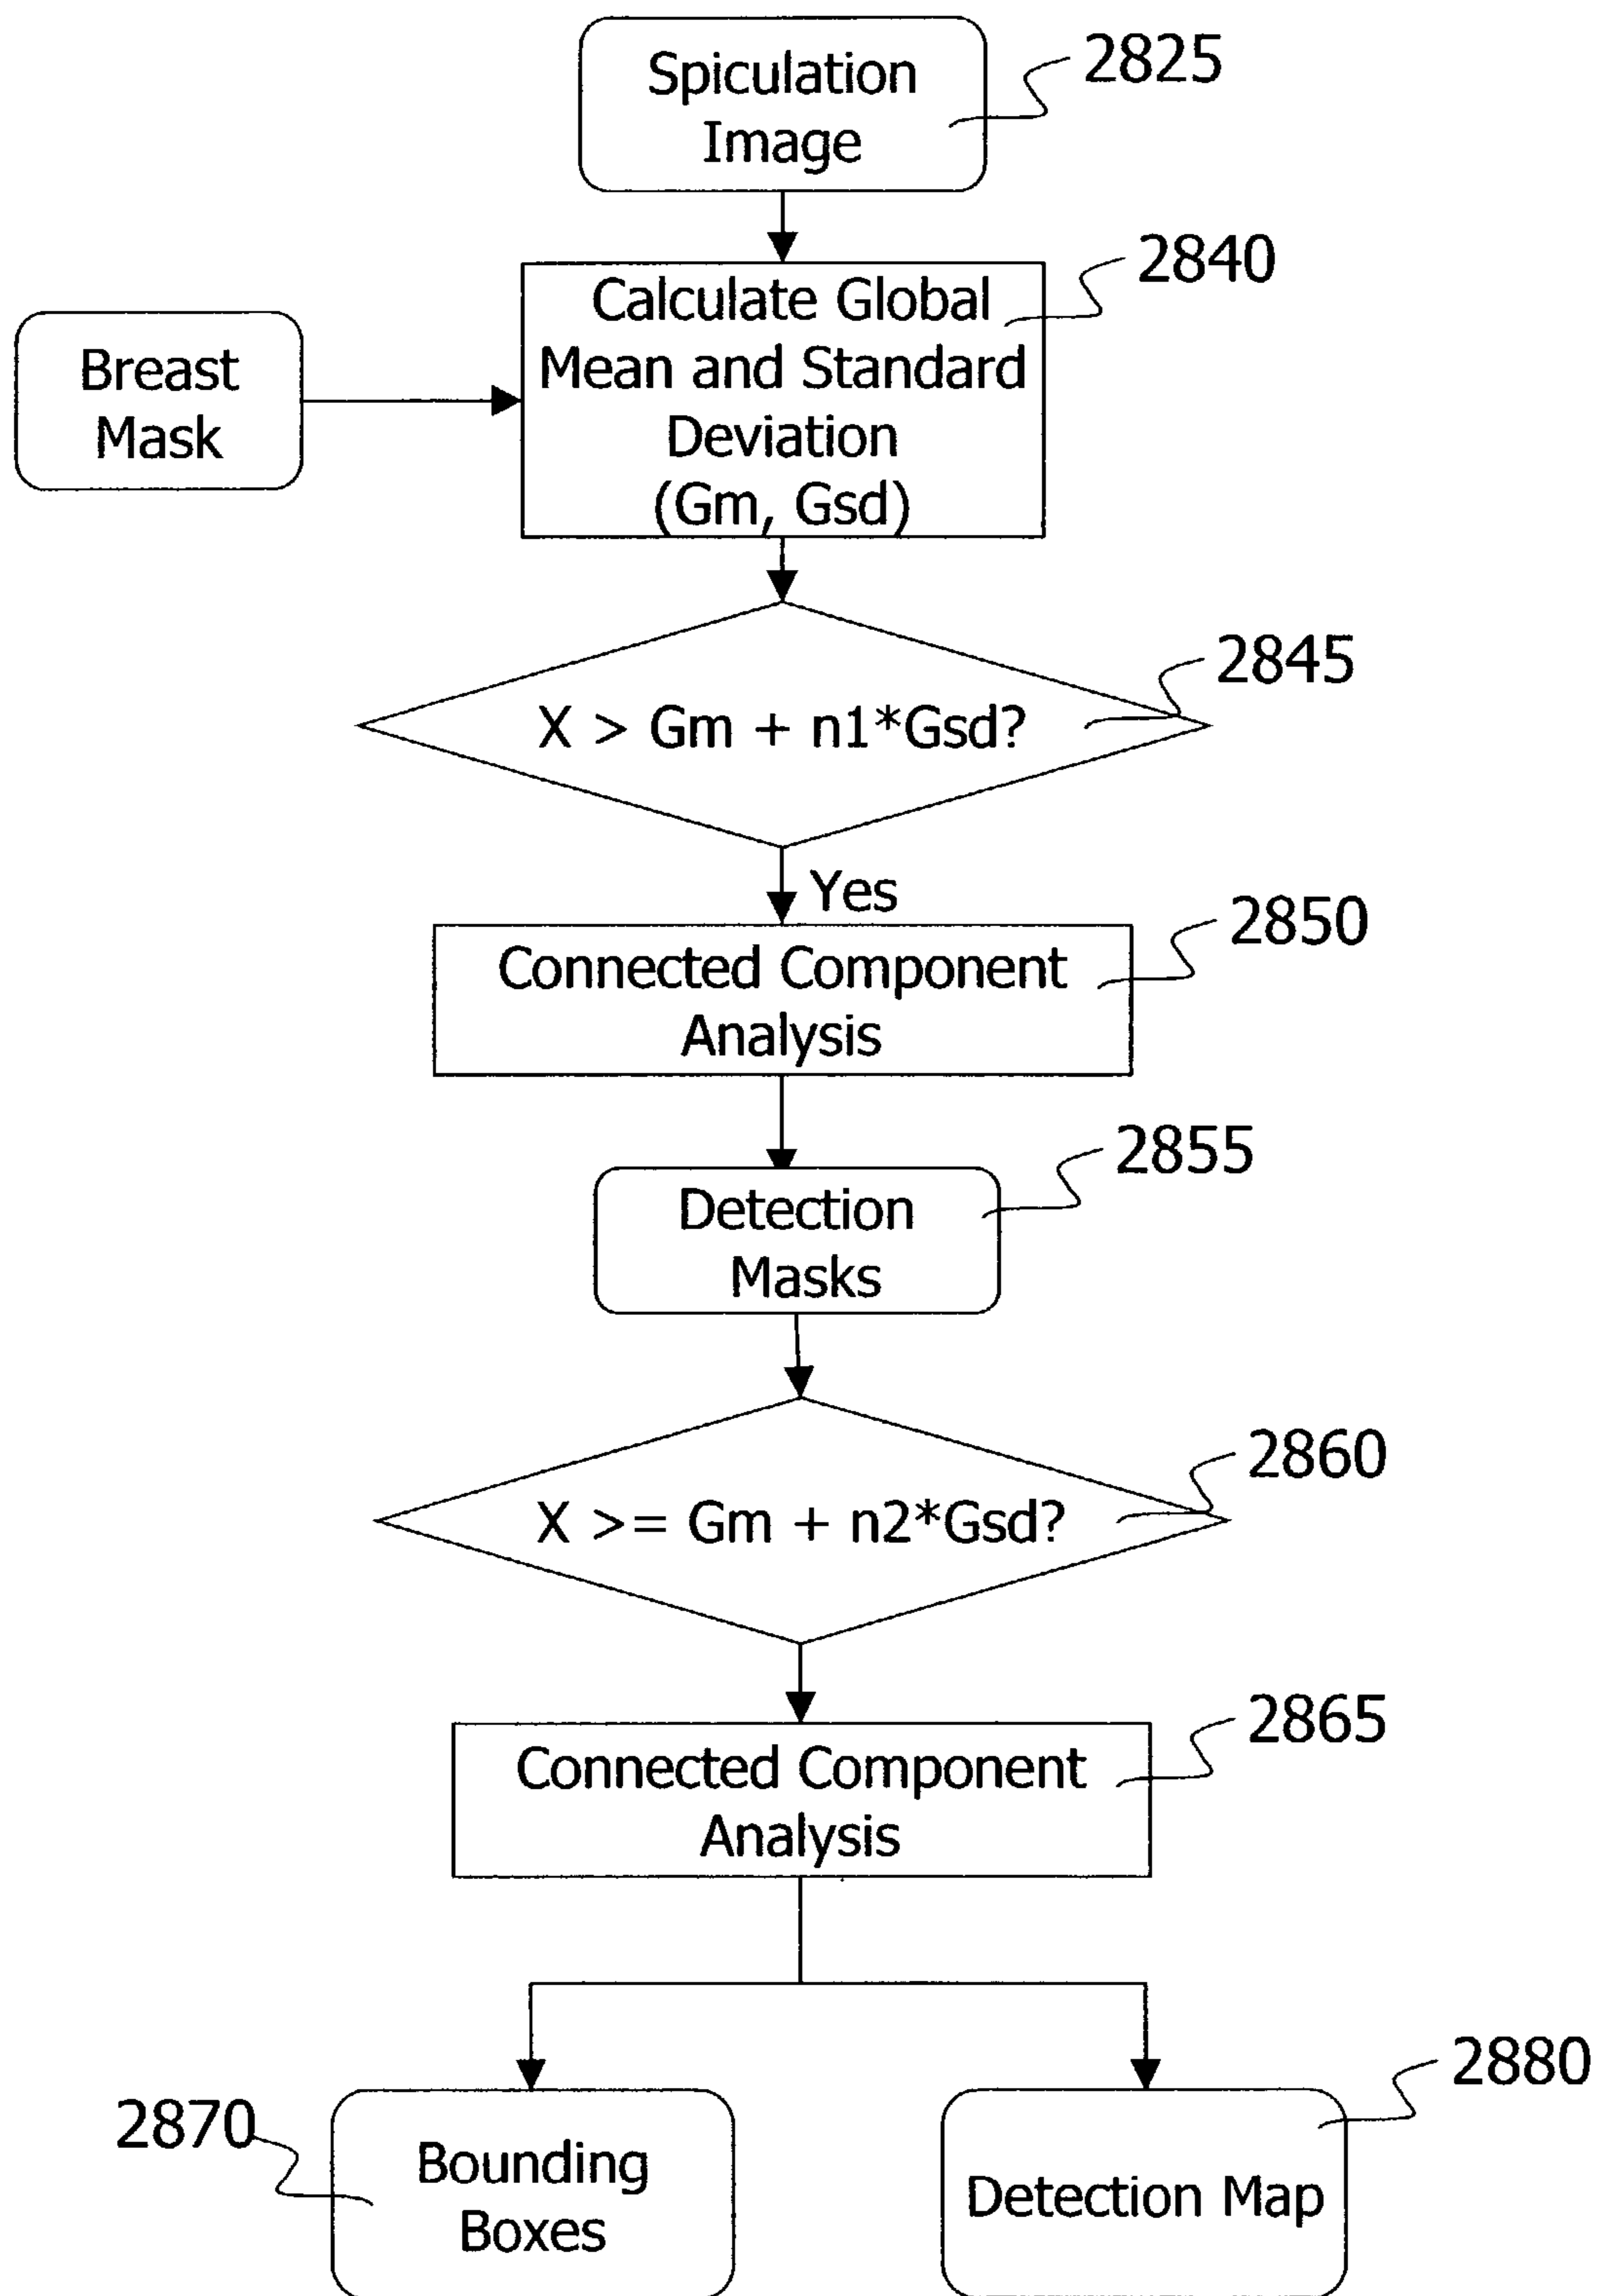 Spiculation
Image
2825
2840
Calculate Global
Mean and Standard
Deviation
(Gm, Gsd)
Breast
Mask
2845
X > Gm + n1*Gsd?
Yes
2850
Connected Component
Analysis
2855
Detection
Masks
2860
X >= Gm + n2*Gsd?
2865
Connected Component
Analysis
2870
Bounding
Boxes
2880
Detection Map